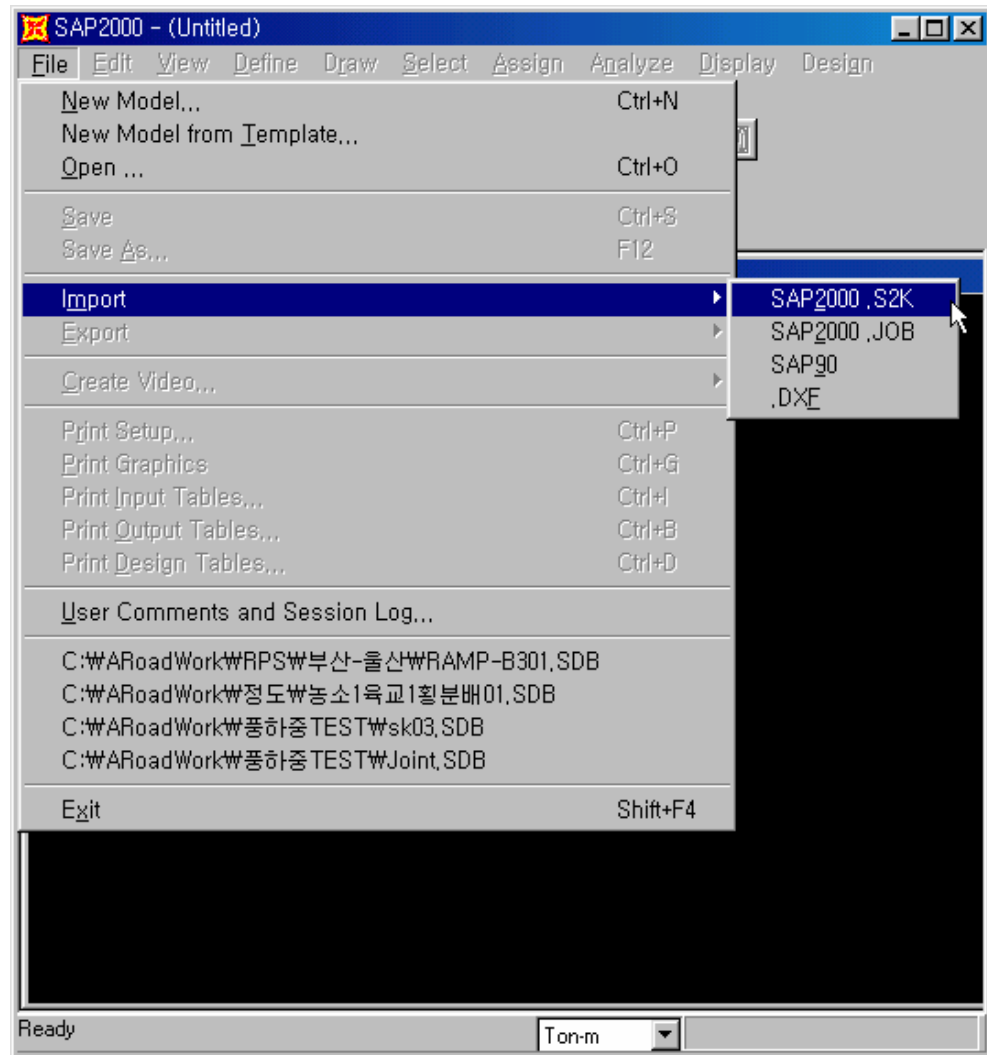 SAP2000 - (Untitled)
File Edit View Define Draw Select Assign Analyze Display Design
New Model... Ctrl+N
New Model from Template...
Open ... Ctrl+O
Save Ctrl+S
Save As... F12
Import SAP2000 .S2K
Export SAP2000 .JOB
SAP90
Create Video... .DXF
Print Setup... Ctrl+P
Print Graphics Ctrl+G
Print Input Tables... Ctrl+I
Print Output Tables... Ctrl+B
Print Design Tables... Ctrl+D
User Comments and Session Log...
C:₩ARoadWork₩RPS₩부산-울산₩RAMP-B301.SDB
C:₩ARoadWork₩정도₩농소1육교1횡분배01.SDB
C:₩ARoadWork₩풍하중TEST₩sk03.SDB
C:₩ARoadWork₩풍하중TEST₩Joint.SDB
Exit Shift+F4
Ready Ton-m